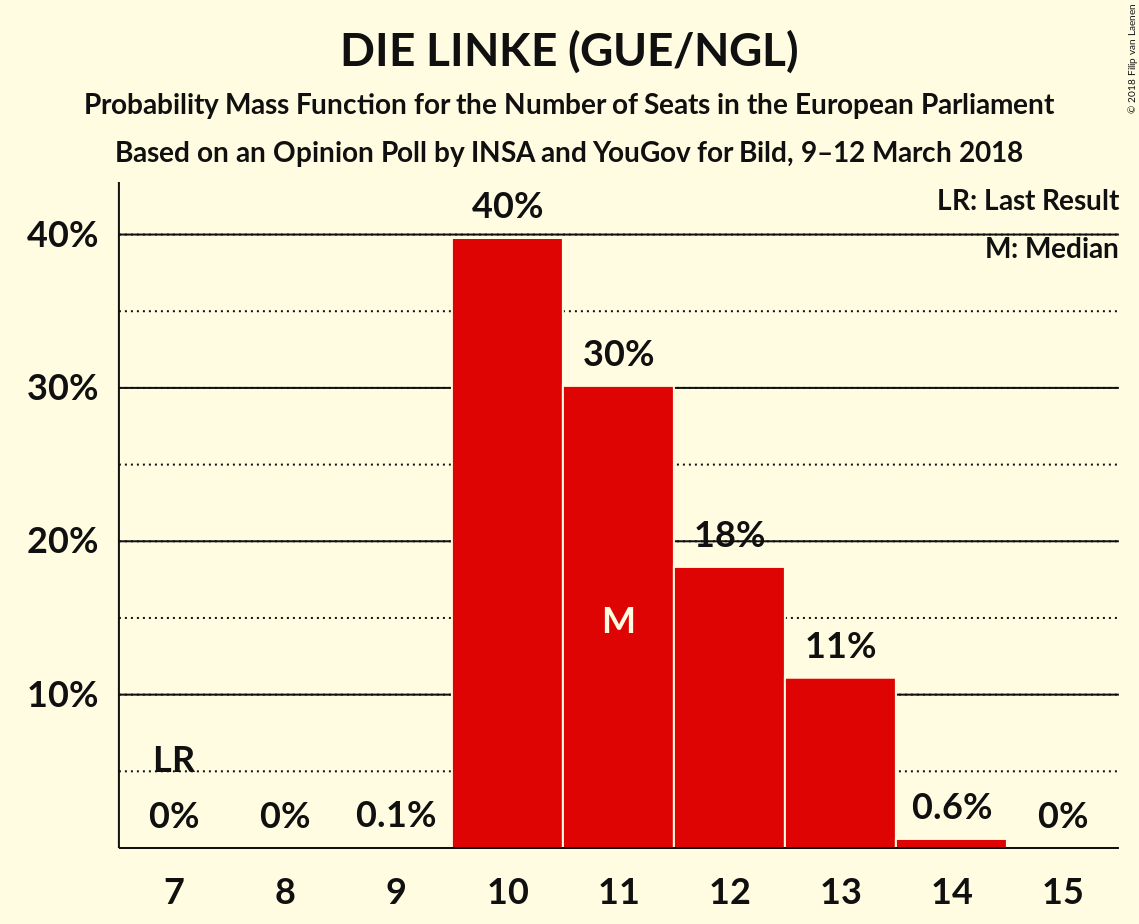 DIE LINKE (GUE/NGL)
Probability Mass Function for the Number of Seats in the European Parliament
Based on an Opinion Poll by INSA and YouGov for Bild, 9–12 March 2018
© 2018 Filip van Laenen
LR: Last Result
M: Median
40%
30%
20%
10%
40%
30%
18%
11%
M
LR
0%
0%
0.1%
0.6%
0%
7 8 9 10 11 12 13 14 15